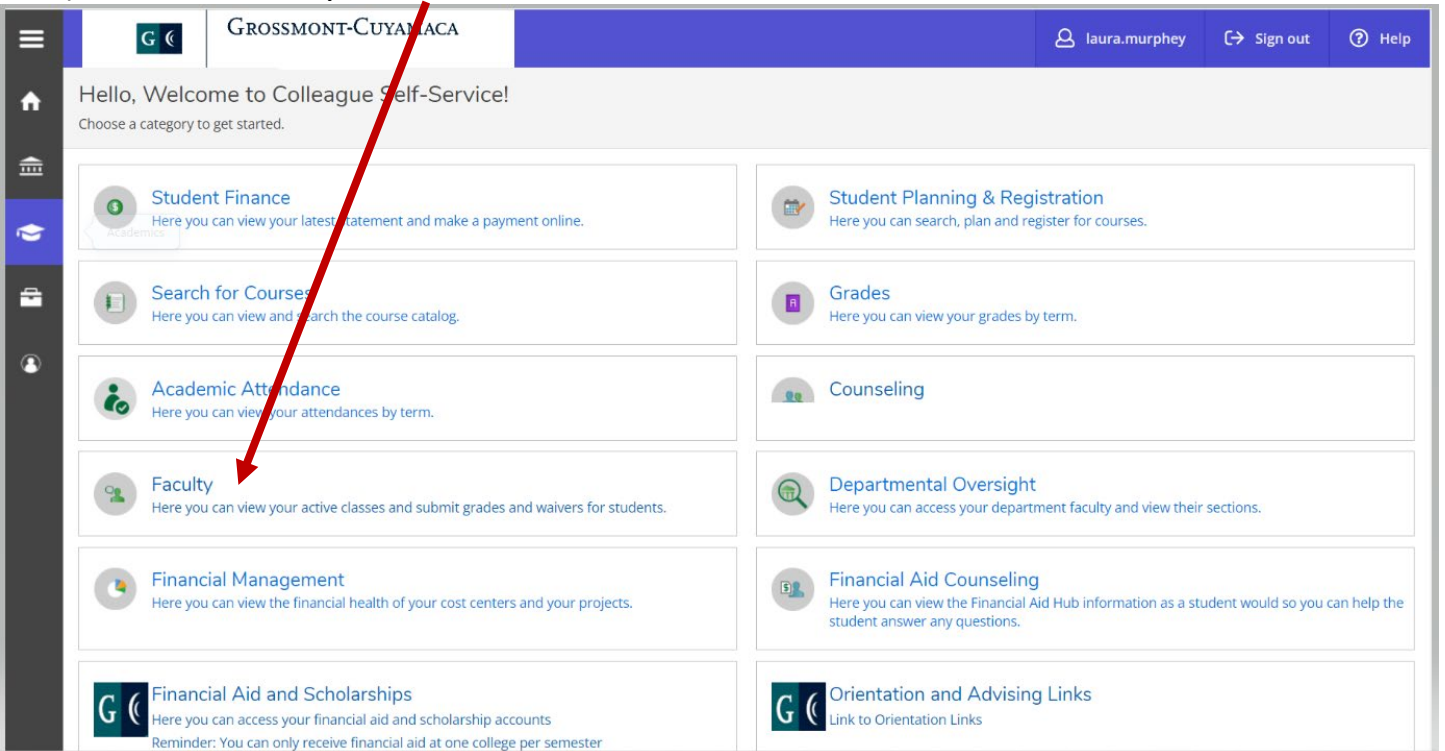 GROSSMONT-CUYAMACA
G
laura.murphey
Sign out
Help
Hello, Welcome to Colleague Self-Service!
Choose a category to get started.
Student Finance
Here you can view your latest statement and make a payment online.
Academics
Student Planning & Registration
Here you can search, plan and register for courses.
Search for Courses
Here you can view and search the course catalog.
Grades
Here you can view your grades by term.
Academic Attendance
Here you can view your attendances by term.
Counseling
Faculty
Here you can view your active classes and submit grades and waivers for students.
Departmental Oversight
Here you can access your department faculty and view their sections.
Financial Management
Here you can view the financial health of your cost centers and your projects.
Financial Aid Counseling
Here you can view the Financial Aid Hub information as a student would so you can help the
student answer any questions.
G
Financial Aid and Scholarships
Here you can access your financial aid and scholarship accounts
Reminder: You can only receive financial aid at one college per semester
G
Orientation and Advising Links
Link to Orientation Links